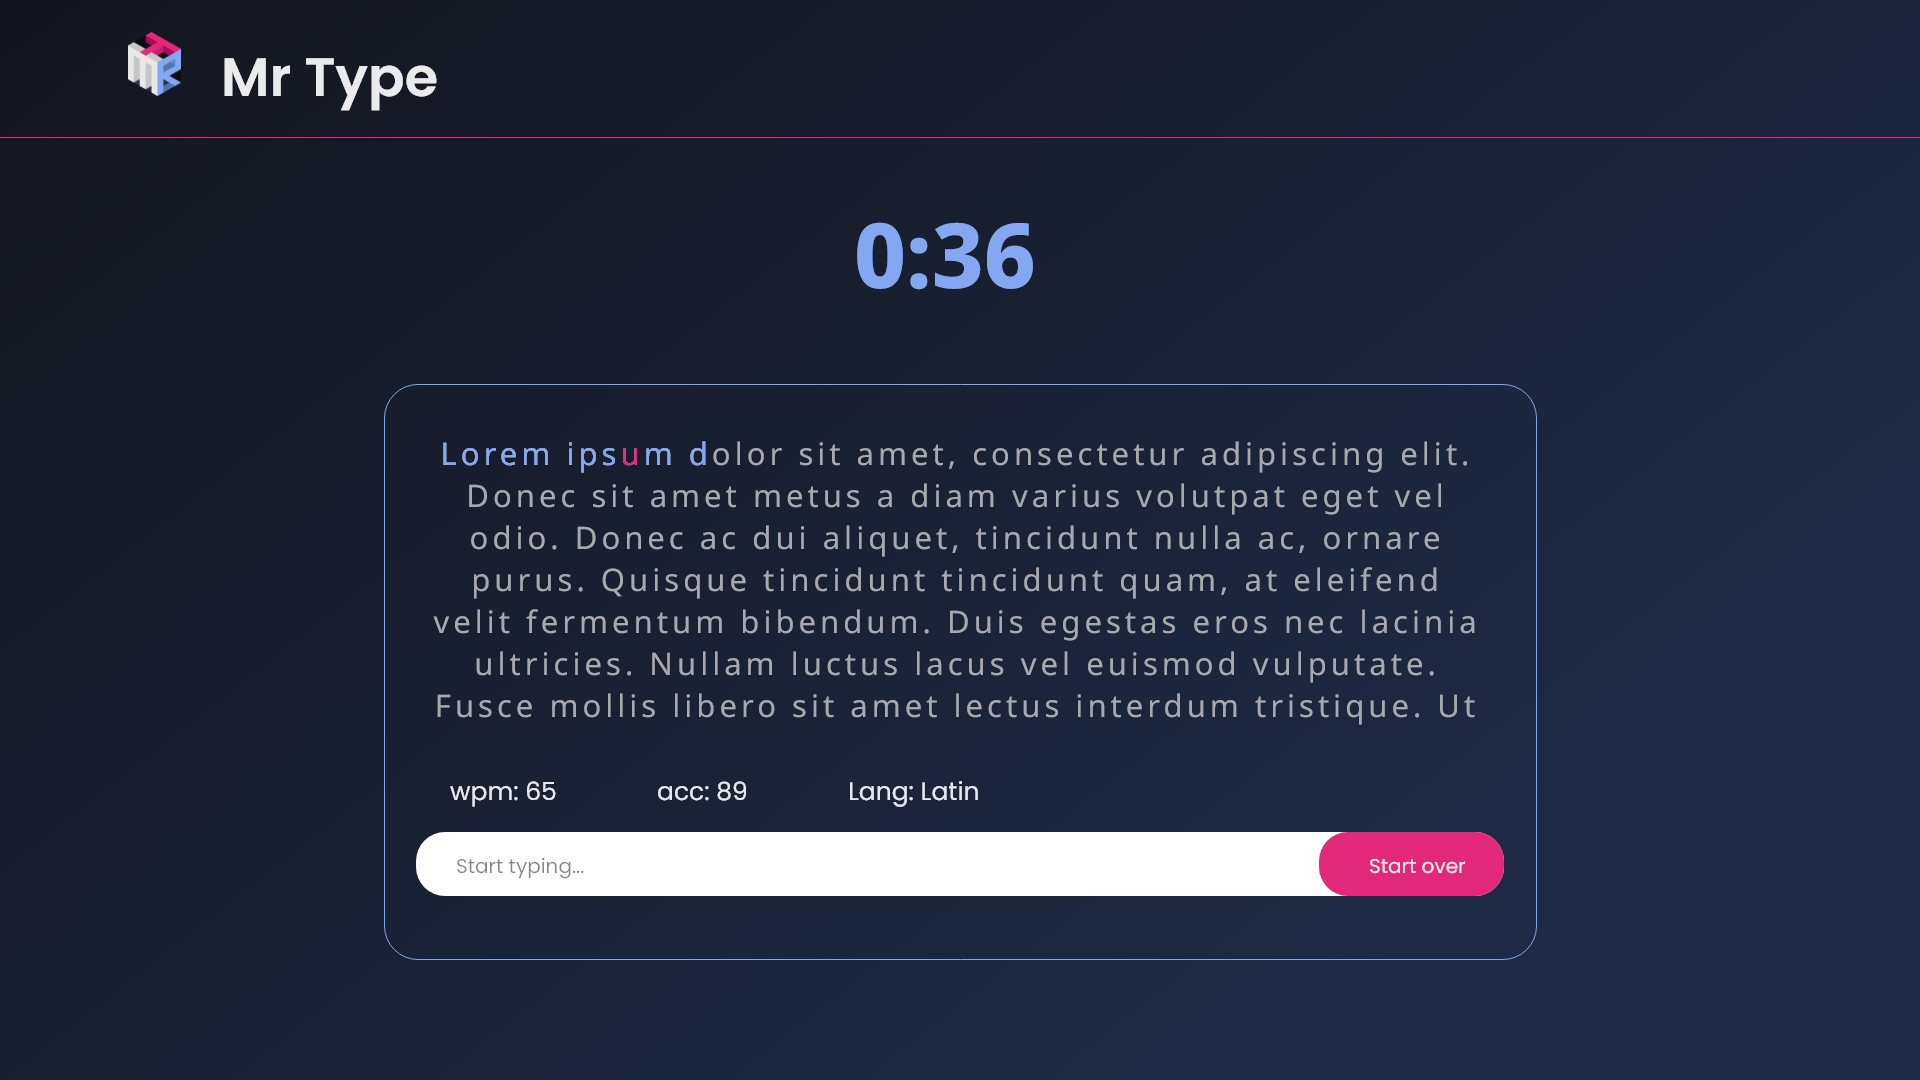 Mr Type
0:36
Lorem ipsum dolor sit amet, consectetur adipiscing elit.
Donec sit amet metus a diam varius volutpat eget vel
odio. Donec ac dui aliquet, tincidunt nulla ac, ornare
purus. Quisque tincidunt tincidunt quam, at eleifend
velit fermentum bibendum. Duis egestas eros nec lacinia
ultricies. Nullam luctus lacus vel euismod vulputate.
Fusce mollis libero sit amet lectus interdum tristique. Ut
wpm: 65 acc: 89 Lang: Latin
Start typing... Start over